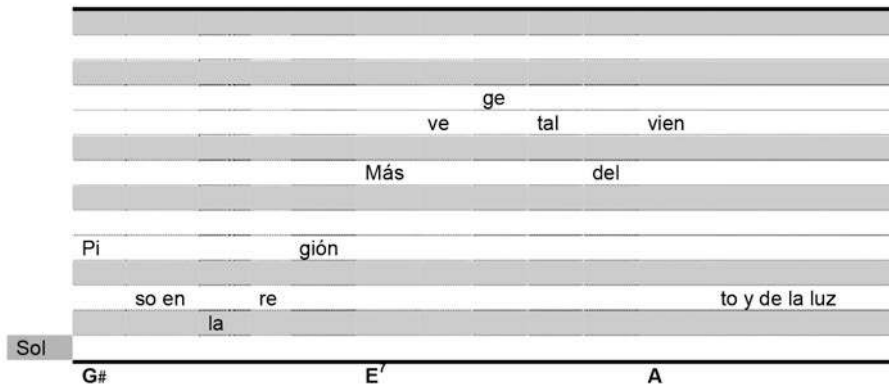 ge
ve tal vien
Más del
Pi gión
so en re to y de la luz
la
Sol
G# E7 A